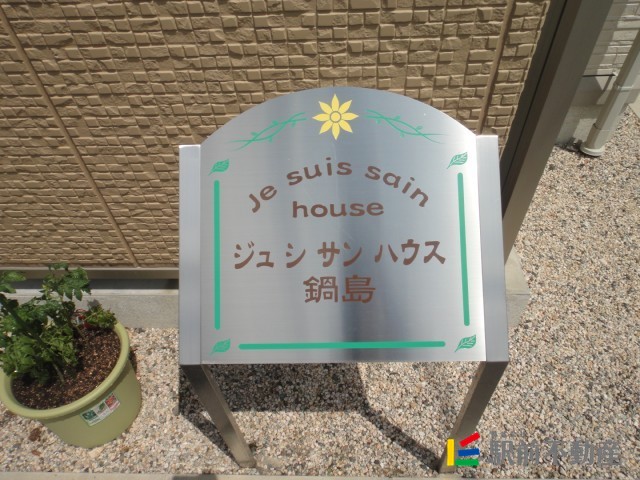 Je suis sain
house
ジュシ サン ハウス
鍋島
駅前不動産